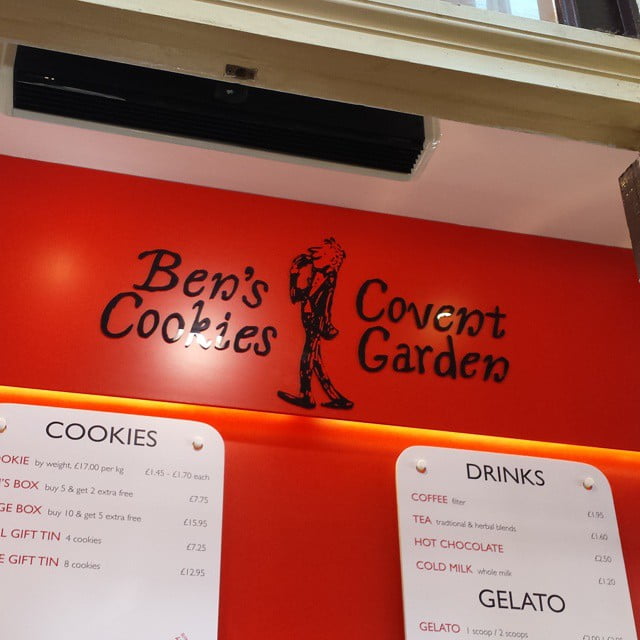 Ben's
Cookies
Covent
Garden
COOKIES
OKIE by weight, £17.00 per kg £1.45 - £1.70 each
'S BOX buy 5 & get 2 extra free £7.75
GE BOX buy 10 & get 5 extra free £15.95
L GIFT TIN 4 cookies £7.25
E GIFT TIN 8 cookies £12.95
DRINKS
COFFEE filter £1.95
TEA traditional & herbal blends £1.60
HOT CHOCOLATE £2.50
COLD MILK whole milk £1.20
GELATO
GELATO 1 scoop / 2 scoops